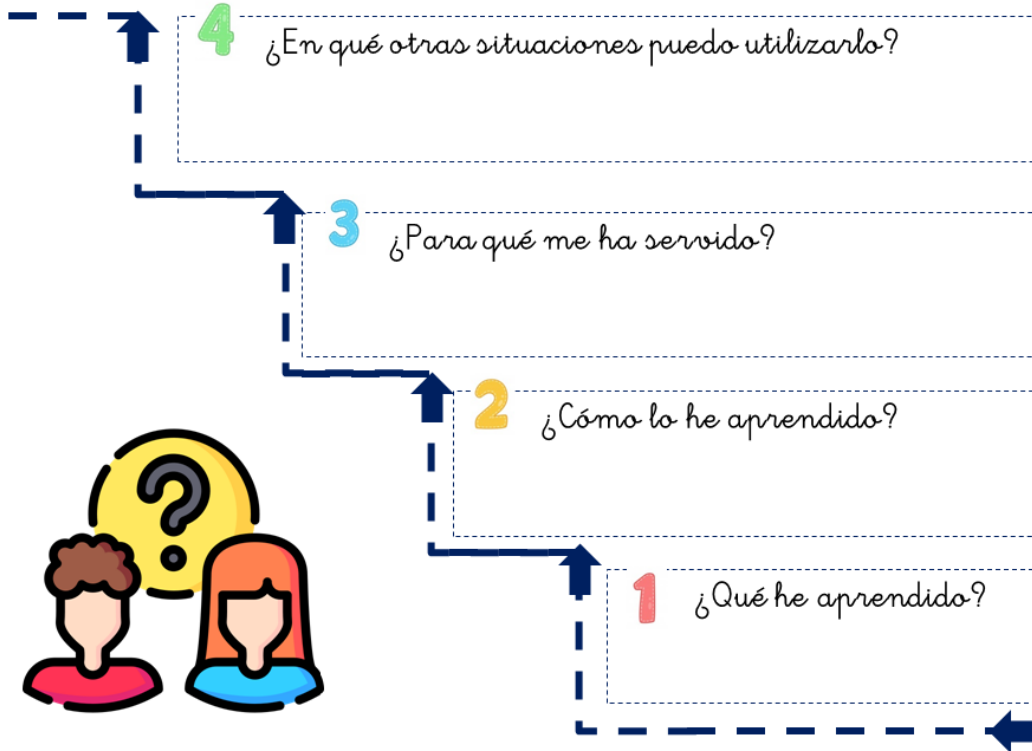 4 ¿En qué otras situaciones puedo utilizarlo?
3 ¿Para qué me ha servido?
2 ¿Cómo lo he aprendido?
1 ¿Qué he aprendido?